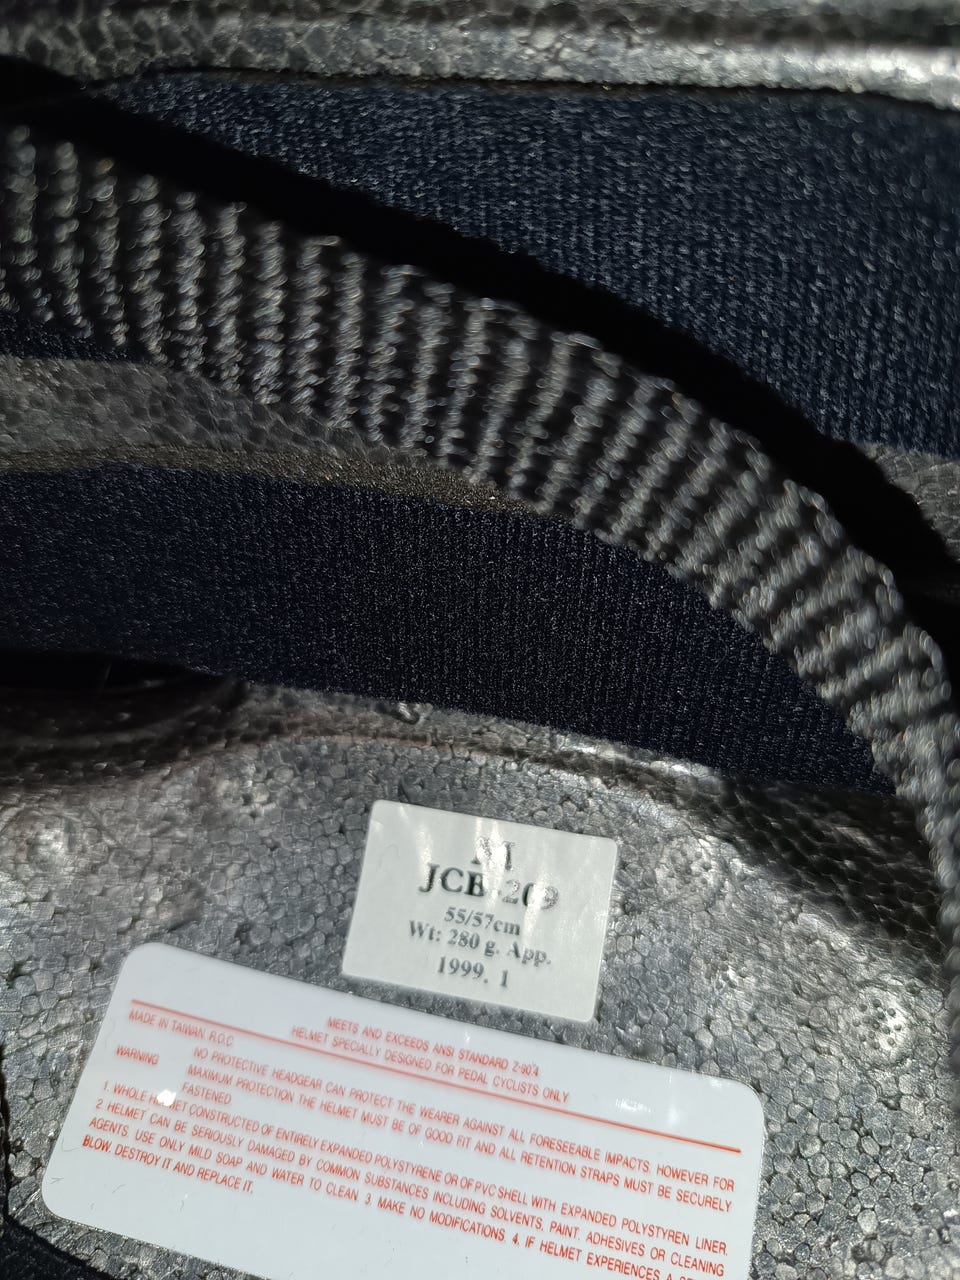 M
JCB-209
55/57cm
Wt: 280 g. App.
1999. 1
MEETS AND EXCEEDS ANSI STANDARD Z-90'4
MADE IN TAIWAN. R.O.C. HELMET SPECIALLY DESIGNED FOR PEDAL CYCLISTS ONLY
WARNING NO PROTECTIVE HEADGEAR CAN PROTECT THE WEARER AGAINST ALL FORESEEABLE IMPACTS. HOWEVER FOR
MAXIMUM PROTECTION THE HELMET MUST BE OF GOOD FIT AND ALL RETENTION STRAPS MUST BE SECURELY
FASTENED.
1. WHOLE HELMET CONSTRUCTED OF ENTIRELY EXPANDED POLYSTYRENE OR OF PVC SHELL WITH EXPANDED POLYSTYREN LINER.
2 HELMET CAN BE SERIOUSLY DAMAGED BY COMMON SUBSTANCES INCLUDING SOLVENTS, PAINT, ADHESIVES OR CLEANING
AGENTS. USE ONLY MILD SOAP AND WATER TO CLEAN. 3. MAKE NO MODIFICATIONS. 4. IF HELMET EXPERIENCES A
BLOW, DESTROY IT AND REPLACE IT.